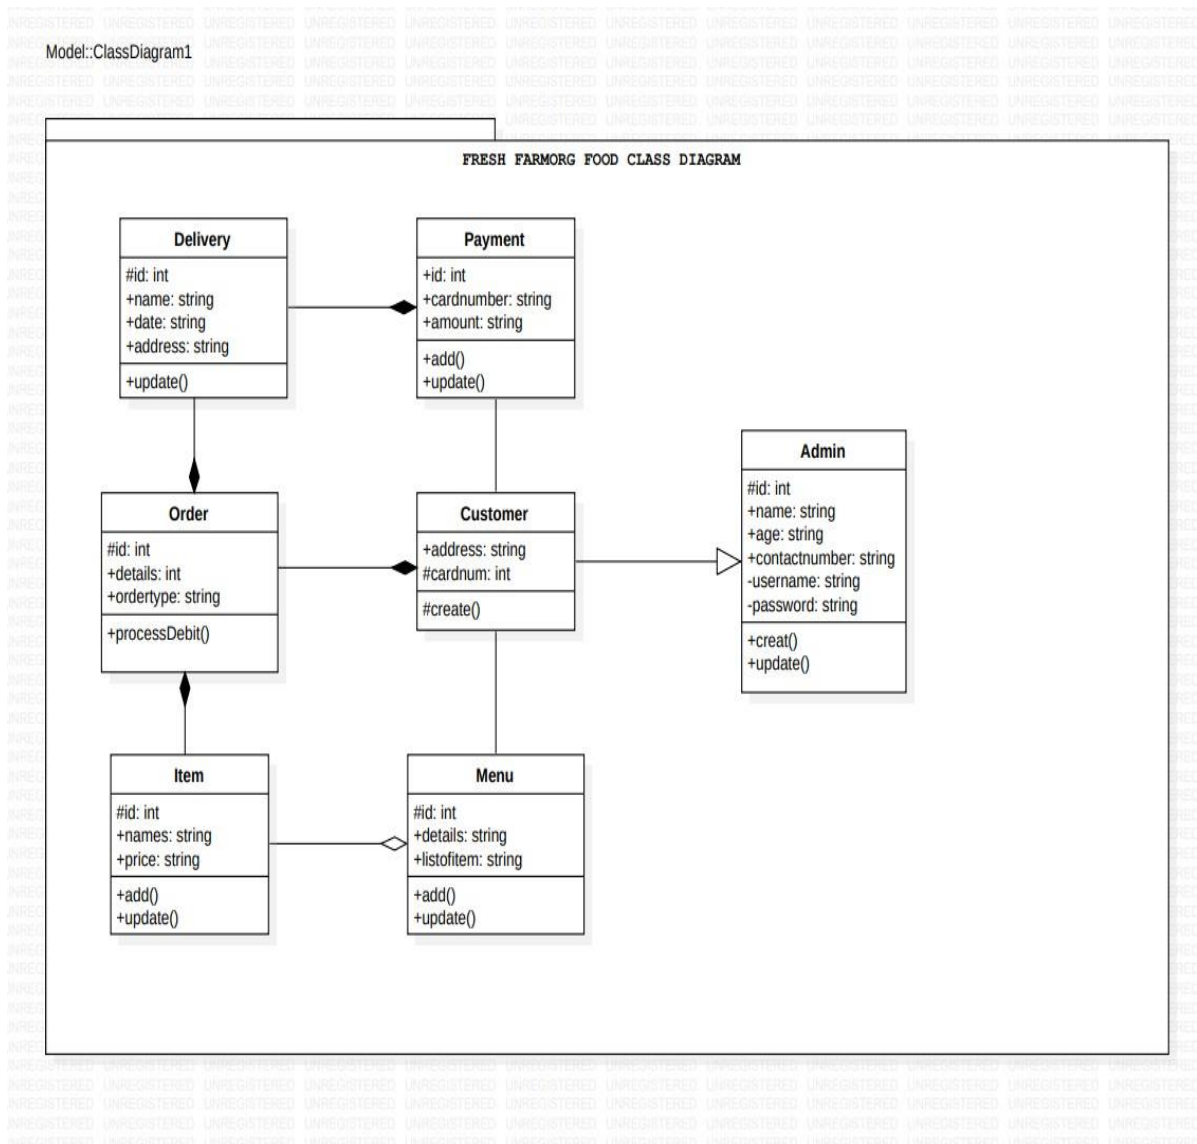 Model::ClassDiagram1
FRESH FARMORG FOOD CLASS DIAGRAM
Delivery
#id: int
+name: string
+date: string
+address: string
+update()
Payment
+id: int
+cardnumber: string
+amount: string
+add()
+update()
Admin
#id: int
+name: string
+age: string
+contactnumber: string
-username: string
-password: string
+creat()
+update()
Order
#id: int
+details: int
+ordertype: string
+processDebit()
Customer
+address: string
#cardnum: int
#create()
Item
#id: int
+names: string
+price: string
+add()
+update()
Menu
#id: int
+details: string
+listofitem: string
+add()
+update()
UNREGISTERED